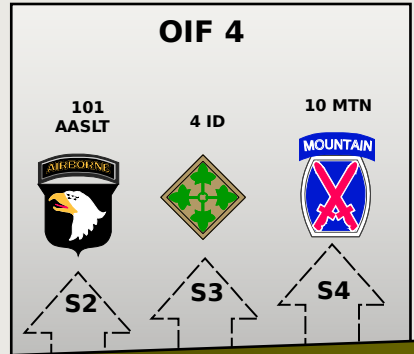 OIF 4
101
AASLT
4 ID
10 MTN
AIRBORNE
MOUNTAIN
S2
S3
S4